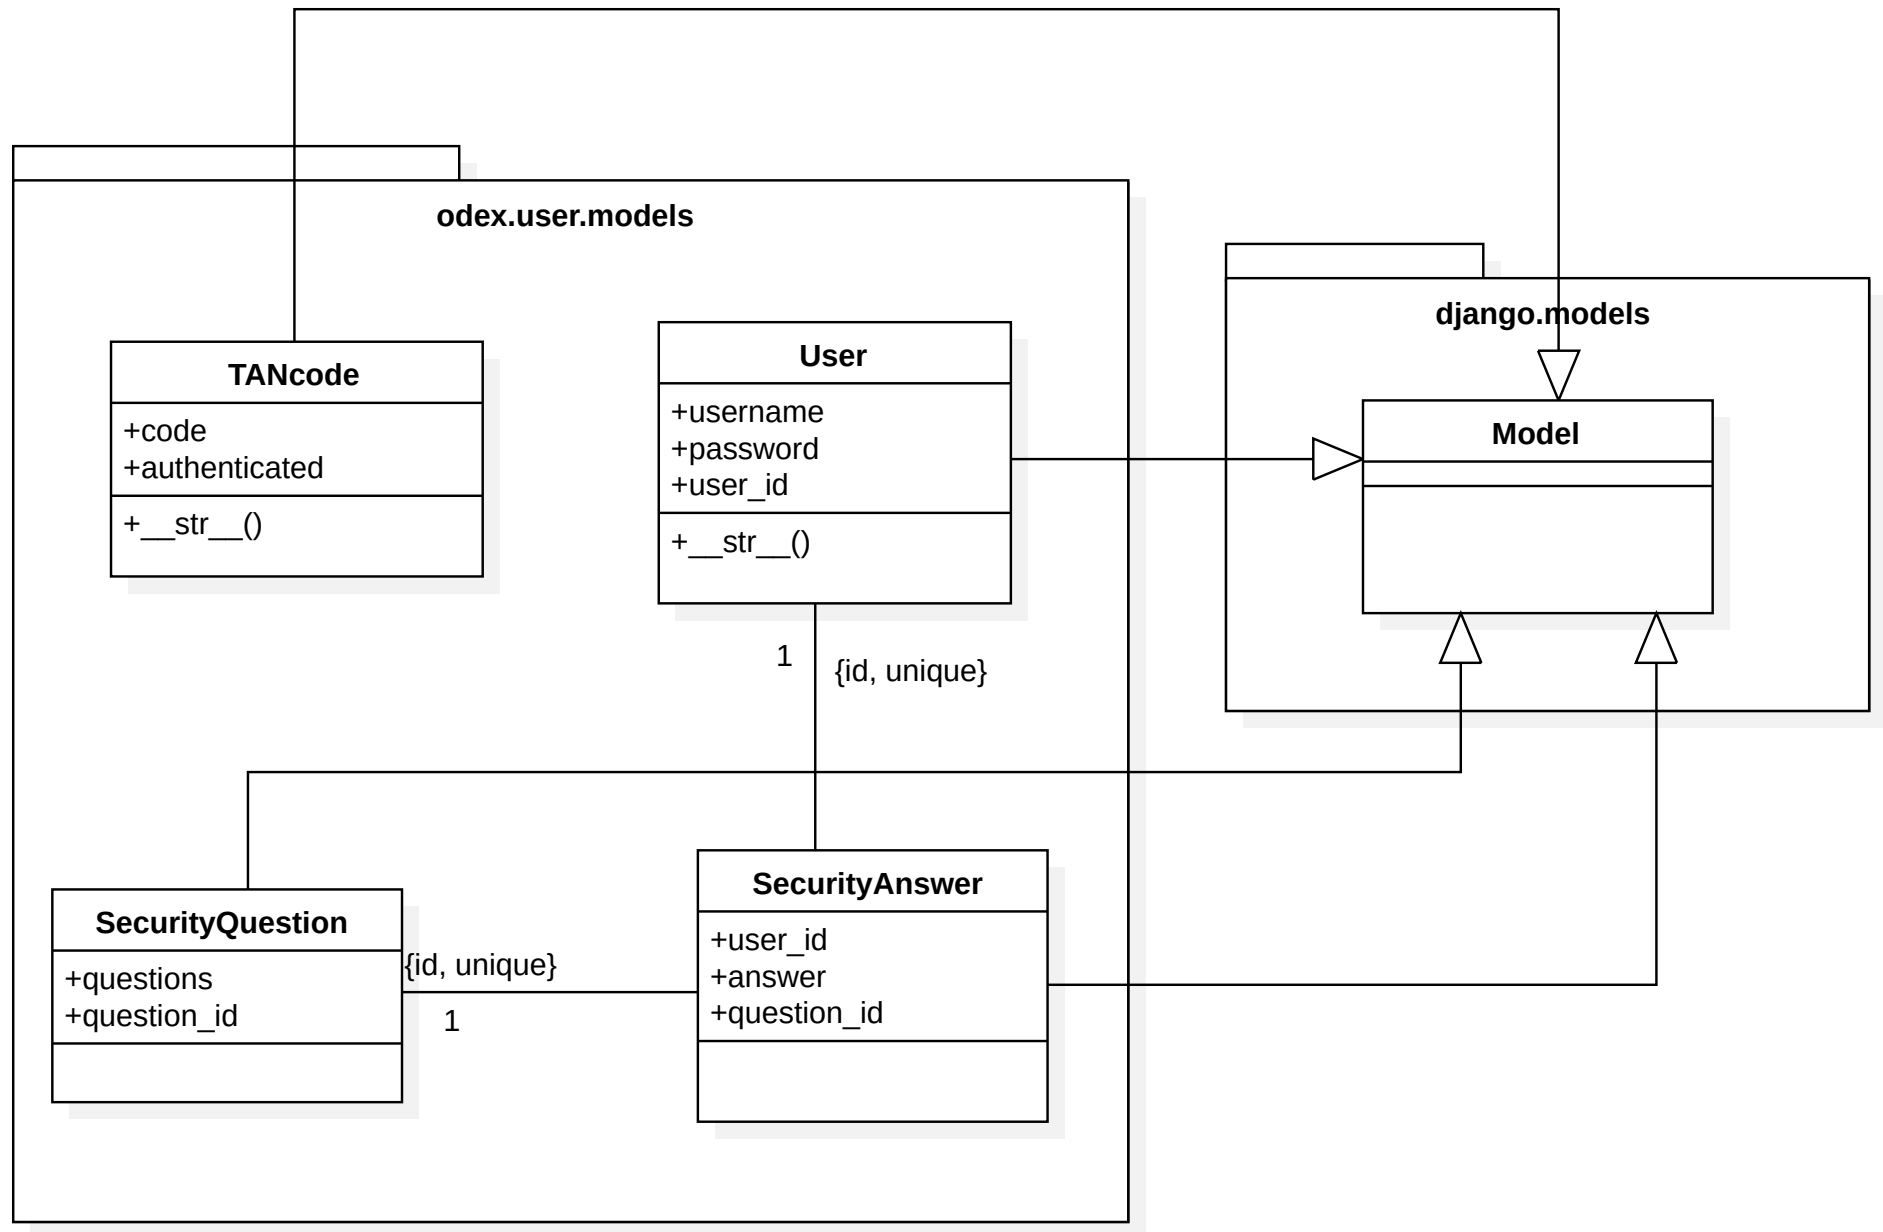 odex.user.models
django.models
TANcode
+code
+authenticated
+__str__()
User
+username
+password
+user_id
+__str__()
Model
1
{id, unique}
SecurityQuestion
+questions
+question_id
{id, unique}
1
SecurityAnswer
+user_id
+answer
+question_id